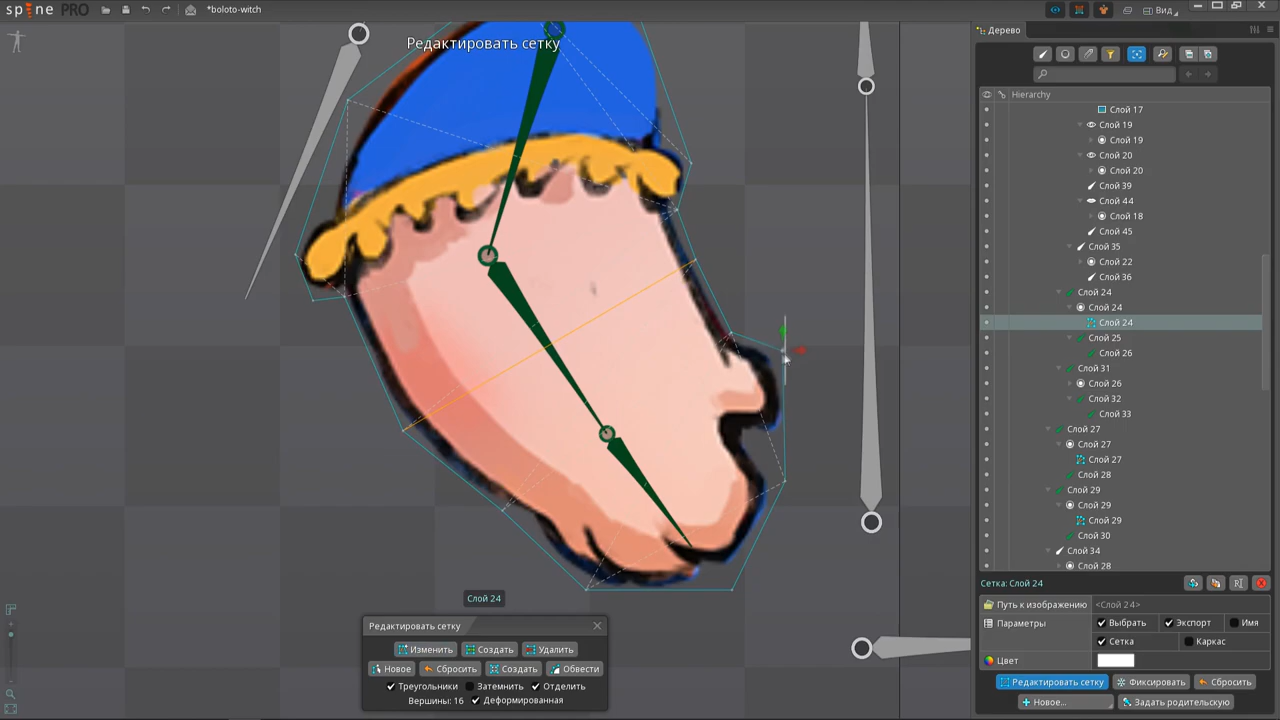 spine PRO
*boloto-witch
Вид
Редактировать сетку
Дерево
Hierarchy
Слой 17
Слой 19
Слой 19
Слой 20
Слой 20
Слой 39
Слой 44
Слой 18
Слой 45
Слой 35
Слой 22
Слой 36
Слой 24
Слой 24
Слой 24
Слой 25
Слой 26
Слой 31
Слой 26
Слой 32
Слой 33
Слой 27
Слой 27
Слой 27
Слой 28
Слой 29
Слой 29
Слой 29
Слой 30
Слой 34
Слой 28
Слой 24
Редактировать сетку
Изменить Создать Удалить
Новое Сбросить Создать Обвести
Треугольники Затемнить Отделить
Вершины: 16 Деформированная
Сетка: Слой 24
Путь к изображению <Слой 24>
Параметры Выбрать Экспорт Имя
Сетка Каркас
Цвет
Редактировать сетку Фиксировать Сбросить
Новое... Задать родительскую